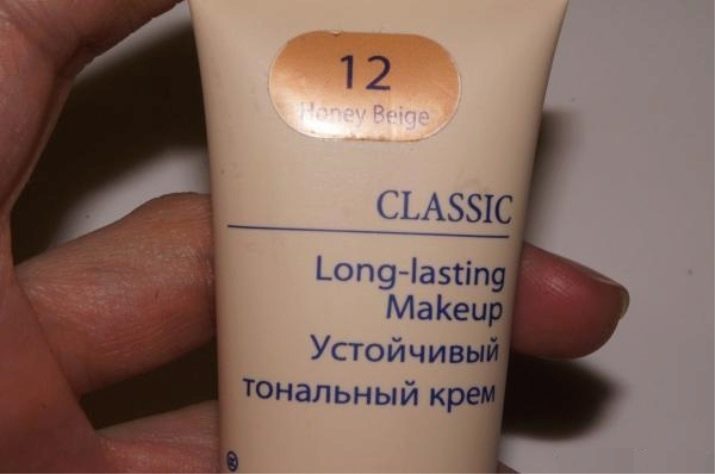 12
Honey Beige
CLASSIC
Long-lasting
Makeup
Устойчивый
тональный крем
®